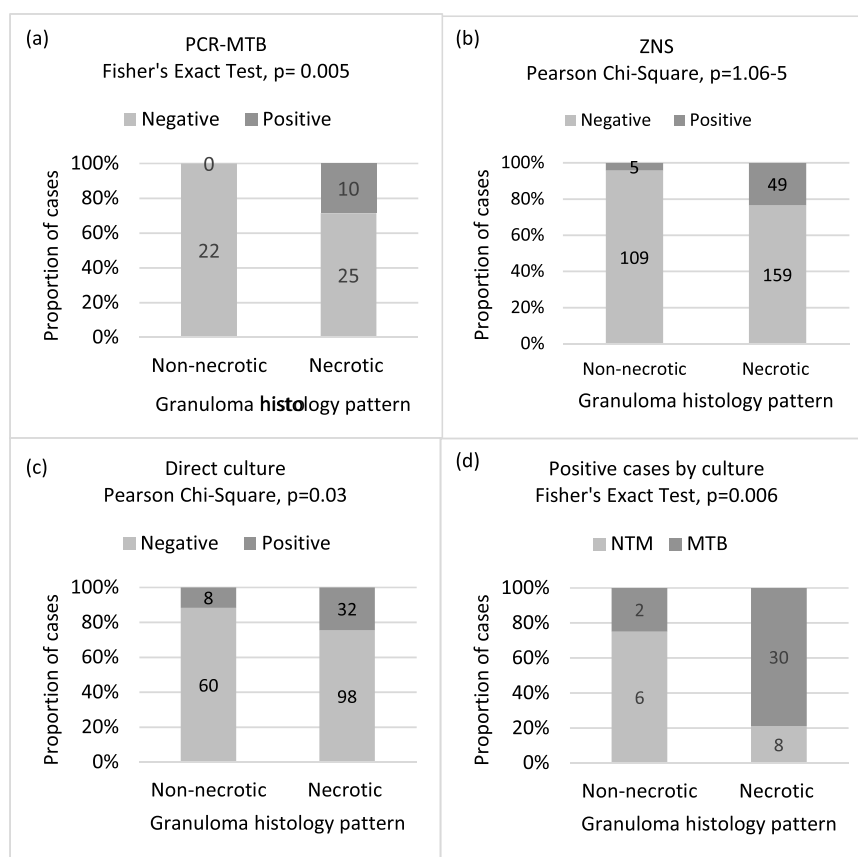 (a)
PCR-MTB
Fisher's Exact Test, p= 0.005
Negative Positive
Proportion of cases
100%
80%
60%
40%
20%
0%
0
22
10
25
Non-necrotic Necrotic
Granuloma histology pattern
(b)
ZNS
Pearson Chi-Square, p=1.06-5
Negative Positive
Proportion of cases
100%
80%
60%
40%
20%
0%
5
109
49
159
Non-necrotic Necrotic
Granuloma histology pattern
(c)
Direct culture
Pearson Chi-Square, p=0.03
Negative Positive
Proportion of cases
100%
80%
60%
40%
20%
0%
8
60
32
98
Non-necrotic Necrotic
Granuloma histology pattern
(d)
Positive cases by culture
Fisher's Exact Test, p=0.006
NTM MTB
Proportion of cases
100%
80%
60%
40%
20%
0%
2
6
30
8
Non-necrotic Necrotic
Granuloma histology pattern